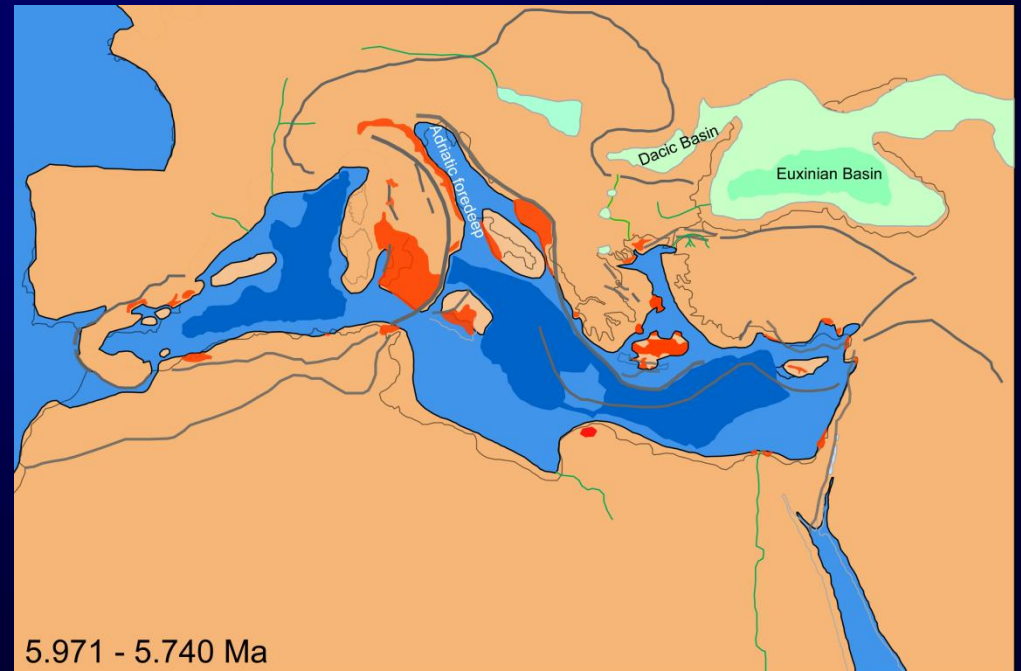 Adriatic foredeep
Dacic Basin
Euxinian Basin
5.971 - 5.740 Ma